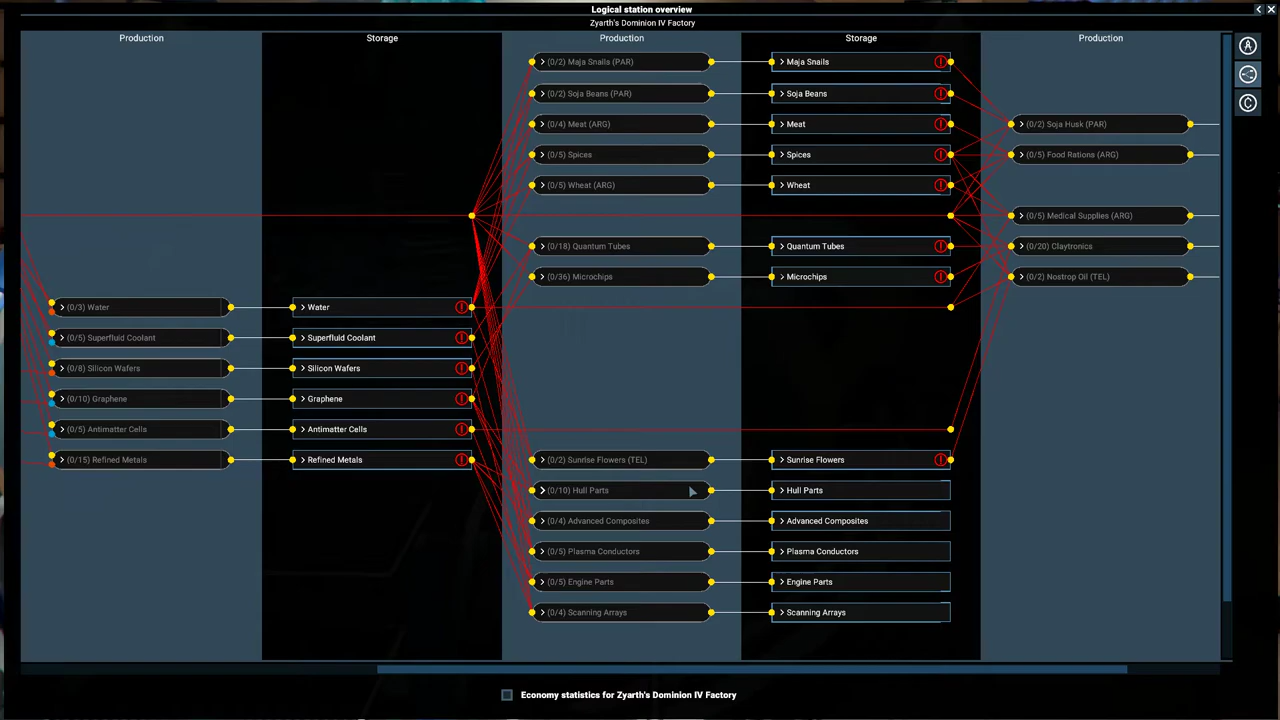 Logical station overview
Zyarth's Dominion IV Factory
Production
Storage
Production
Storage
Production
(0/3) Water
(0/5) Superfluid Coolant
(0/8) Silicon Wafers
(0/10) Graphene
(0/5) Antimatter Cells
(0/15) Refined Metals
Water
Superfluid Coolant
Silicon Wafers
Graphene
Antimatter Cells
Refined Metals
(0/2) Maja Snails (PAR)
(0/2) Soja Beans (PAR)
(0/4) Meat (ARG)
(0/5) Spices
(0/5) Wheat (ARG)
(0/18) Quantum Tubes
(0/36) Microchips
(0/2) Sunrise Flowers (TEL)
(0/10) Hull Parts
(0/4) Advanced Composites
(0/5) Plasma Conductors
(0/5) Engine Parts
(0/4) Scanning Arrays
Maja Snails
Soja Beans
Meat
Spices
Wheat
Quantum Tubes
Microchips
Sunrise Flowers
Hull Parts
Advanced Composites
Plasma Conductors
Engine Parts
Scanning Arrays
(0/2) Soja Husk (PAR)
(0/5) Food Rations (ARG)
(0/5) Medical Supplies (ARG)
(0/20) Claytronics
(0/2) Nostrop Oil (TEL)
Economy statistics for Zyarth's Dominion IV Factory